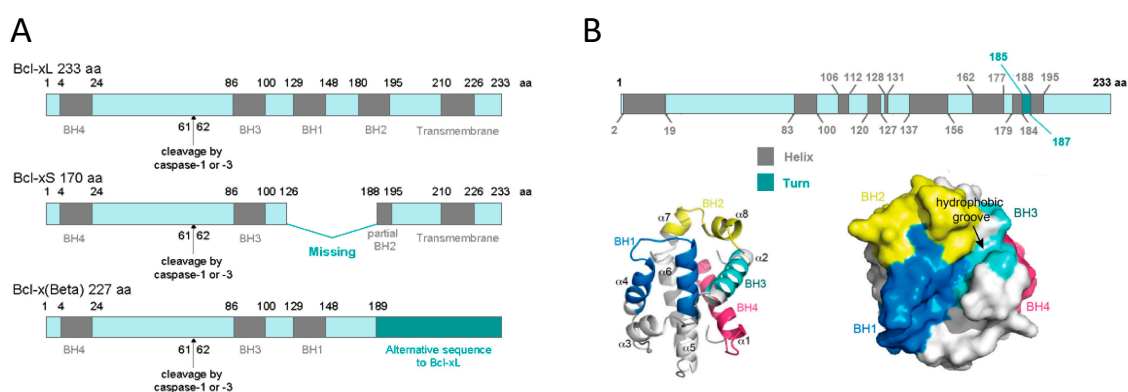 A
Bcl-xL 233 aa
1 4 24 86 100 129 148 180 195 210 226 233 aa
BH4 61 62 BH3 BH1 BH2 Transmembrane
cleavage by
caspase-1 or -3
Bcl-xS 170 aa
1 4 24 86 100 126 188 195 210 226 233 aa
BH4 61 62 BH3 Missing partial Transmembrane
BH2
cleavage by
caspase-1 or -3
Bcl-x(Beta) 227 aa
1 4 24 86 100 129 148 189 233 aa
BH4 61 62 BH3 BH1 Alternative sequence
to Bcl-xL
cleavage by
caspase-1 or -3
B
185
1 106 112 128 131 162 177 188 195 233 aa
2 19 83 100 120 127 137 156 179 184
187
Helix
Turn
BH2
α7 α8
BH1
α6 α2
α4 BH3
BH4
α3 α5 α1
BH2
hydrophobic
groove
BH3
BH4
BH1